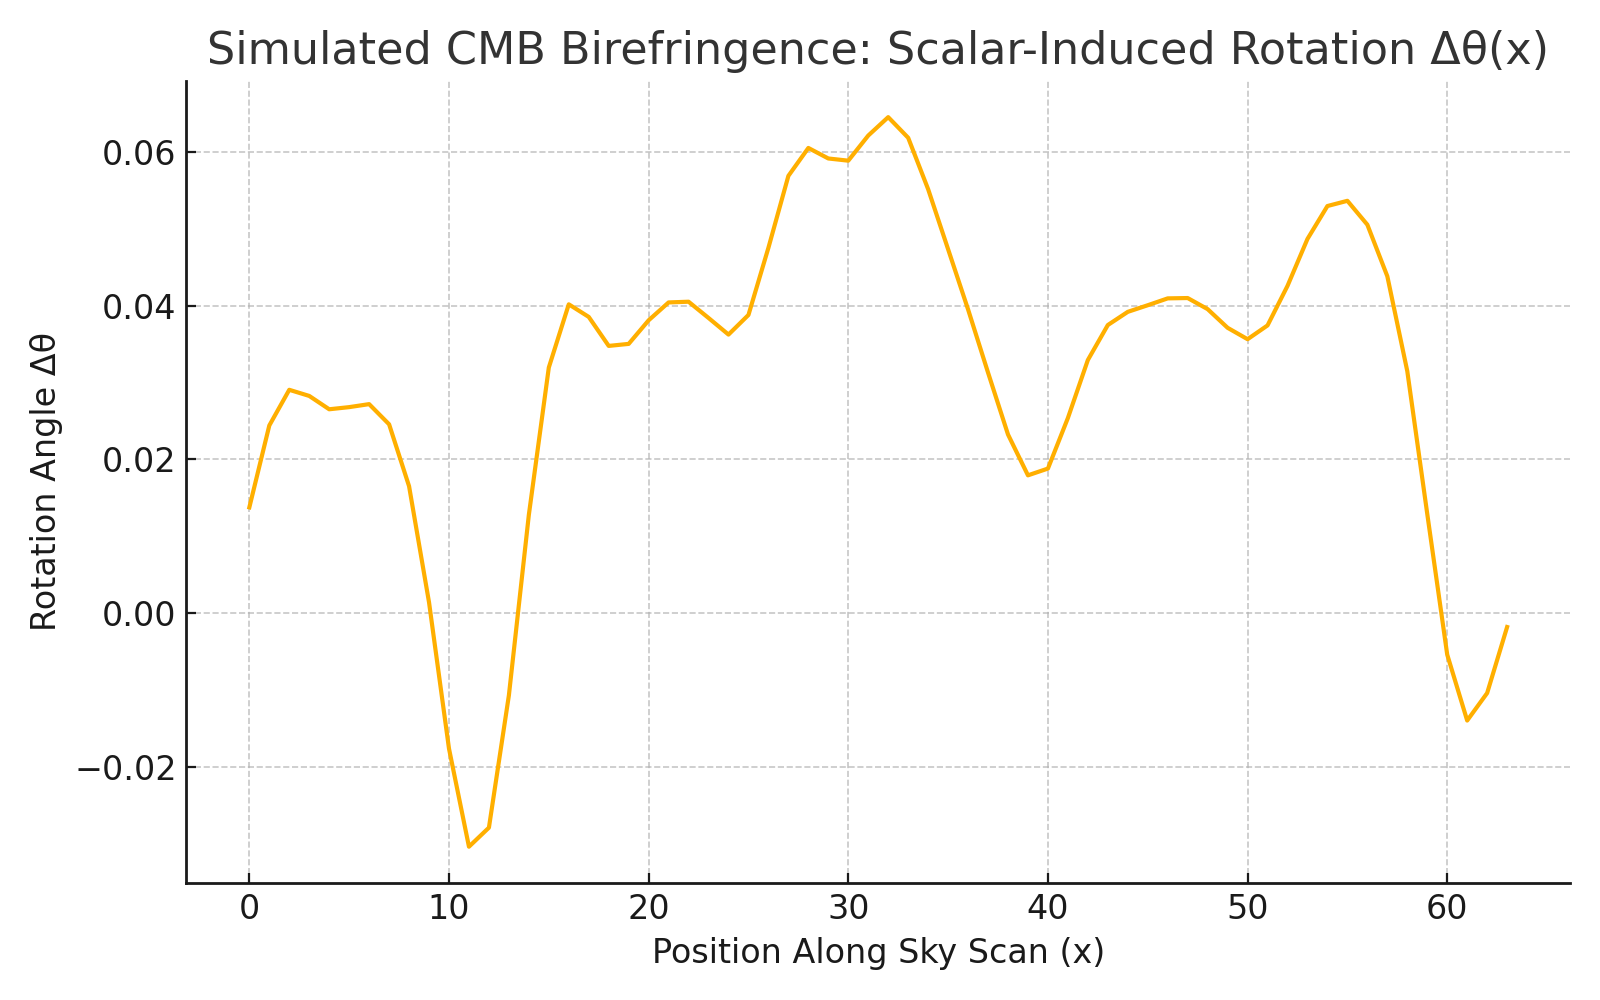 Simulated CMB Birefringence: Scalar-Induced Rotation Δθ(x)
Rotation Angle Δθ
0.06
0.04
0.02
0.00
−0.02
0 10 20 30 40 50 60
Position Along Sky Scan (x)